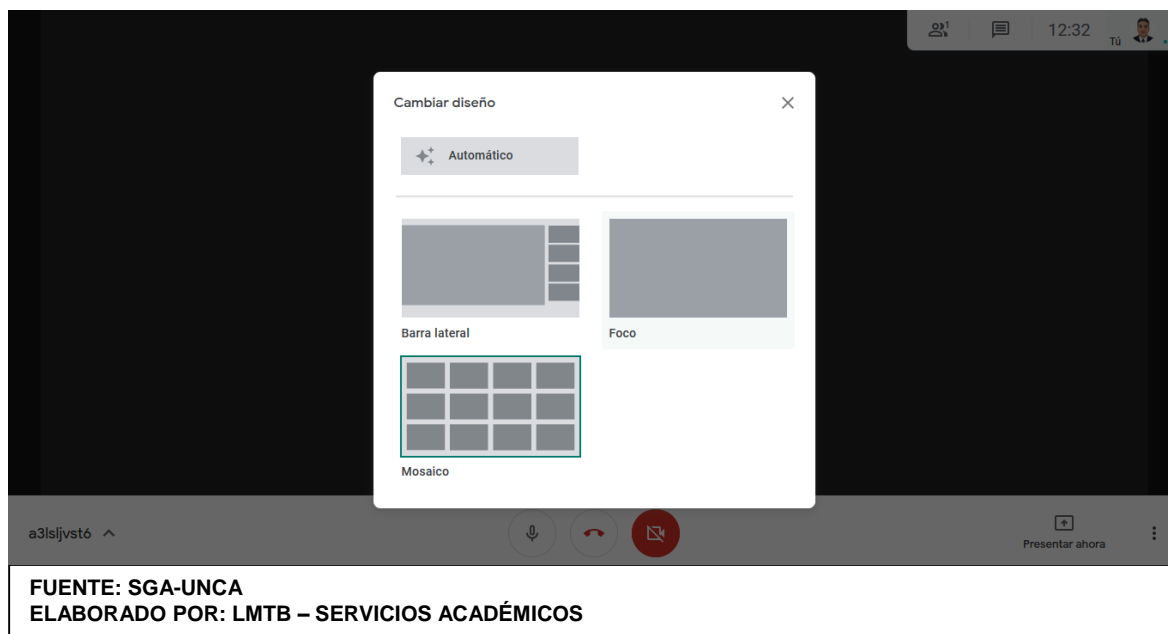 1
12:32
Tú
Cambiar diseño
Automático
Barra lateral
Foco
Mosaico
a3lsljvst6
Presentar ahora
FUENTE: SGA-UNCA
ELABORADO POR: LMTB – SERVICIOS ACADÉMICOS